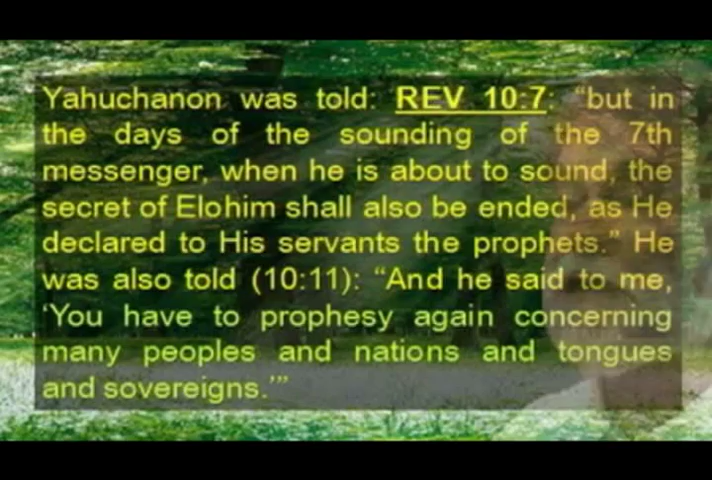 Yahuchanon was told: REV 10:7: “but in
the days of the sounding of the 7th
messenger, when he is about to sound, the
secret of Elohim shall also be ended, as He
declared to His servants the prophets.” He
was also told (10:11): “And he said to me,
‘You have to prophesy again concerning
many peoples and nations and tongues
and sovereigns.’”